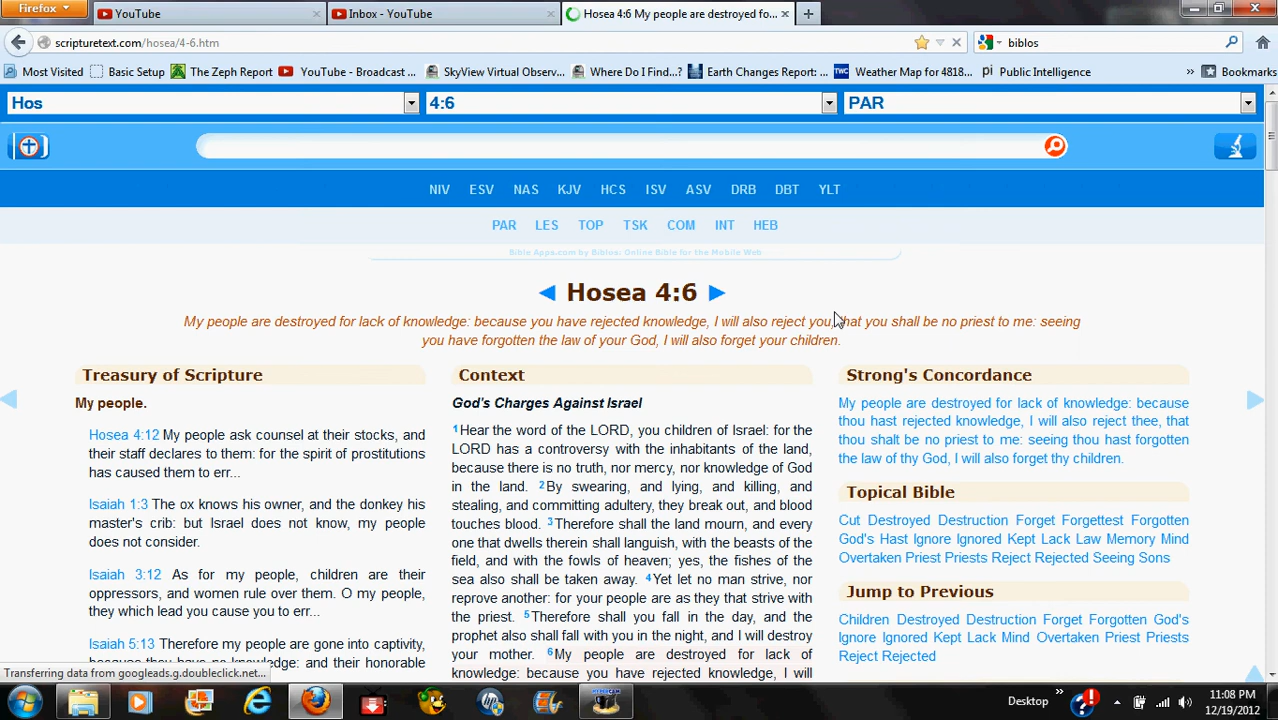 Firefox
YouTube
Inbox - YouTube
Hosea 4:6 My people are destroyed fo...
scripturetext.com/hosea/4-6.htm
biblos
Most Visited
Basic Setup
The Zeph Report
YouTube - Broadcast ...
SkyView Virtual Observ...
Where Do I Find...?
Earth Changes Report: ...
Weather Map for 4818...
Public Intelligence
»
Bookmarks
Hos
4:6
PAR
NIV ESV NAS KJV HCS ISV ASV DRB DBT YLT
PAR LES TOP TSK COM INT HEB
Bible Apps.com by Biblos: Online Bible for the Mobile Web
Hosea 4:6
My people are destroyed for lack of knowledge: because you have rejected knowledge, I will also reject you, that you shall be no priest to me: seeing
you have forgotten the law of your God, I will also forget your children.
Treasury of Scripture
My people.
Hosea 4:12 My people ask counsel at their stocks, and
their staff declares to them: for the spirit of prostitutions
has caused them to err...
Isaiah 1:3 The ox knows his owner, and the donkey his
master's crib: but Israel does not know, my people
does not consider.
Isaiah 3:12 As for my people, children are their
oppressors, and women rule over them. O my people,
they which lead you cause you to err...
Isaiah 5:13 Therefore my people are gone into captivity,
because they have no knowledge: and their honorable
Context
God's Charges Against Israel
1Hear the word of the LORD, you children of Israel: for the
LORD has a controversy with the inhabitants of the land,
because there is no truth, nor mercy, nor knowledge of God
in the land. 2By swearing, and lying, and killing, and
stealing, and committing adultery, they break out, and blood
touches blood. 3Therefore shall the land mourn, and every
one that dwells therein shall languish, with the beasts of the
field, and with the fowls of heaven; yes, the fishes of the
sea also shall be taken away. 4Yet let no man strive, nor
reprove another: for your people are as they that strive with
the priest. 5Therefore shall you fall in the day, and the
prophet also shall fall with you in the night, and I will destroy
your mother. 6My people are destroyed for lack of
knowledge: because you have rejected knowledge, I will
Strong's Concordance
My people are destroyed for lack of knowledge: because
thou hast rejected knowledge, I will also reject thee, that
thou shalt be no priest to me: seeing thou hast forgotten
the law of thy God, I will also forget thy children.
Topical Bible
Cut Destroyed Destruction Forget Forgettest Forgotten
God's Hast Ignore Ignored Kept Lack Law Memory Mind
Overtaken Priest Priests Reject Rejected Seeing Sons
Jump to Previous
Children Destroyed Destruction Forget Forgotten God's
Ignore Ignored Kept Lack Mind Overtaken Priest Priests
Reject Rejected
Transferring data from googleads.g.doubleclick.net...
Desktop
»
11:08 PM
12/19/2012